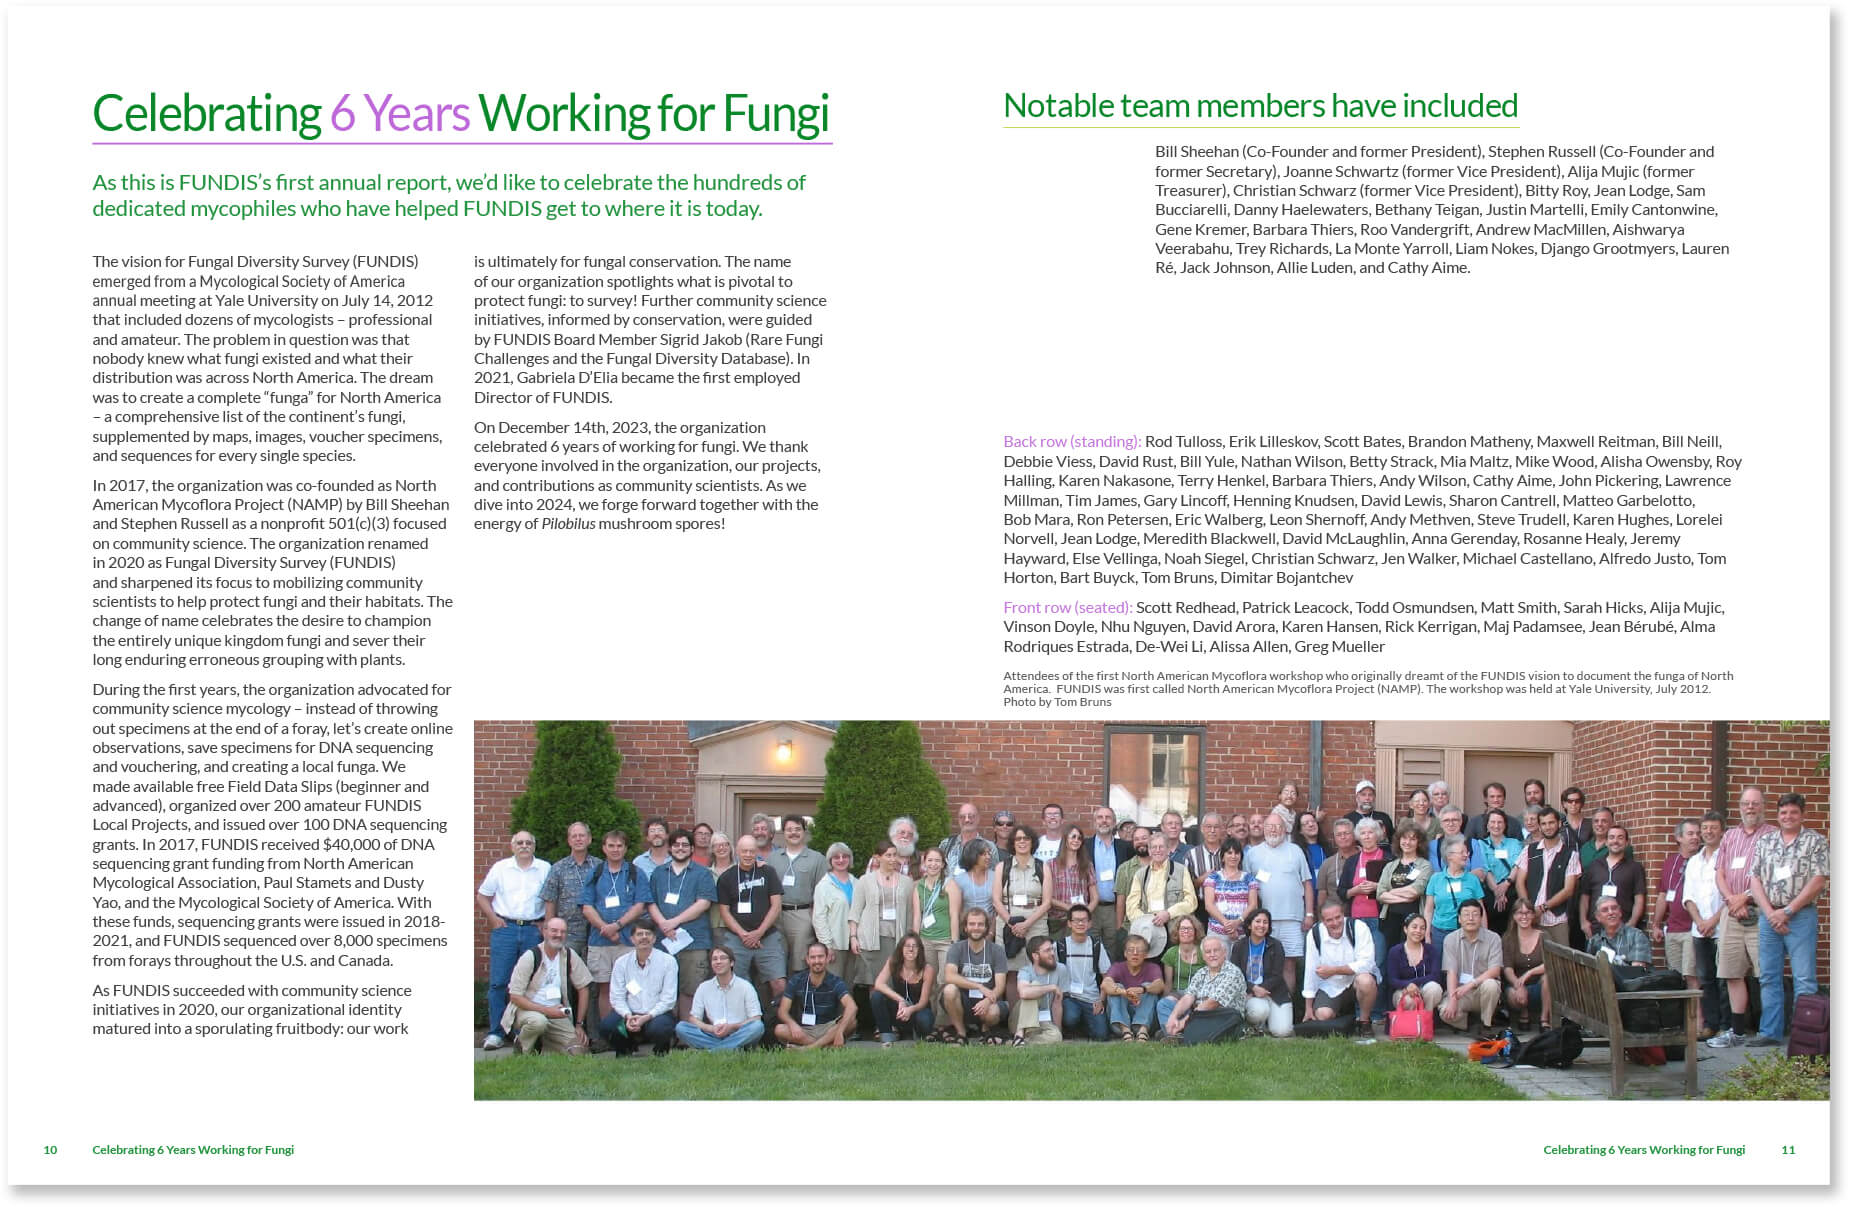 Celebrating 6 Years Working for Fungi
As this is FUNDIS’s first annual report, we’d like to celebrate the hundreds of
dedicated mycophiles who have helped FUNDIS get to where it is today.
The vision for Fungal Diversity Survey (FUNDIS)
emerged from a Mycological Society of America
annual meeting at Yale University on July 14, 2012
that included dozens of mycologists – professional
and amateur. The problem in question was that
nobody knew what fungi existed and what their
distribution was across North America. The dream
was to create a complete “funga” for North America
– a comprehensive list of the continent’s fungi,
supplemented by maps, images, voucher specimens,
and sequences for every single species.
In 2017, the organization was co-founded as North
American Mycoflora Project (NAMP) by Bill Sheehan
and Stephen Russell as a nonprofit 501(c)(3) focused
on community science. The organization renamed
in 2020 as Fungal Diversity Survey (FUNDIS)
and sharpened its focus to mobilizing community
scientists to help protect fungi and their habitats. The
change of name celebrates the desire to champion
the entirely unique kingdom fungi and sever their
long enduring erroneous grouping with plants.
During the first years, the organization advocated for
community science mycology – instead of throwing
out specimens at the end of a foray, let’s create online
observations, save specimens for DNA sequencing
and vouchering, and creating a local funga. We
made available free Field Data Slips (beginner and
advanced), organized over 200 amateur FUNDIS
Local Projects, and issued over 100 DNA sequencing
grants. In 2017, FUNDIS received $40,000 of DNA
sequencing grant funding from North American
Mycological Association, Paul Stamets and Dusty
Yao, and the Mycological Society of America. With
these funds, sequencing grants were issued in 2018-
2021, and FUNDIS sequenced over 8,000 specimens
from forays throughout the U.S. and Canada.
As FUNDIS succeeded with community science
initiatives in 2020, our organizational identity
matured into a sporulating fruitbody: our work
is ultimately for fungal conservation. The name
of our organization spotlights what is pivotal to
protect fungi: to survey! Further community science
initiatives, informed by conservation, were guided
by FUNDIS Board Member Sigrid Jakob (Rare Fungi
Challenges and the Fungal Diversity Database). In
2021, Gabriela D’Elia became the first employed
Director of FUNDIS.
On December 14th, 2023, the organization
celebrated 6 years of working for fungi. We thank
everyone involved in the organization, our projects,
and contributions as community scientists. As we
dive into 2024, we forge forward together with the
energy of Pilobilus mushroom spores!
Notable team members have included
Bill Sheehan (Co-Founder and former President), Stephen Russell (Co-Founder and
former Secretary), Joanne Schwartz (former Vice President), Alija Mujic (former
Treasurer), Christian Schwarz (former Vice President), Bitty Roy, Jean Lodge, Sam
Bucciarelli, Danny Haelewaters, Bethany Teigan, Justin Martelli, Emily Cantonwine,
Gene Kremer, Barbara Thiers, Roo Vandergrift, Andrew MacMillen, Aishwarya
Veerabahu, Trey Richards, La Monte Yarroll, Liam Nokes, Django Grootmyers, Lauren
Ré, Jack Johnson, Allie Luden, and Cathy Aime.
Back row (standing): Rod Tulloss, Erik Lilleskov, Scott Bates, Brandon Matheny, Maxwell Reitman, Bill Neill,
Debbie Viess, David Rust, Bill Yule, Nathan Wilson, Betty Strack, Mia Maltz, Mike Wood, Alisha Owensby, Roy
Halling, Karen Nakasone, Terry Henkel, Barbara Thiers, Andy Wilson, Cathy Aime, John Pickering, Lawrence
Millman, Tim James, Gary Lincoff, Henning Knudsen, David Lewis, Sharon Cantrell, Matteo Garbelotto,
Bob Mara, Ron Petersen, Eric Walberg, Leon Shernoff, Andy Methven, Steve Trudell, Karen Hughes, Lorelei
Norvell, Jean Lodge, Meredith Blackwell, David McLaughlin, Anna Gerenday, Rosanne Healy, Jeremy
Hayward, Else Vellinga, Noah Siegel, Christian Schwarz, Jen Walker, Michael Castellano, Alfredo Justo, Tom
Horton, Bart Buyck, Tom Bruns, Dimitar Bojantchev
Front row (seated): Scott Redhead, Patrick Leacock, Todd Osmundsen, Matt Smith, Sarah Hicks, Alija Mujic,
Vinson Doyle, Nhu Nguyen, David Arora, Karen Hansen, Rick Kerrigan, Maj Padamsee, Jean Bérubé, Alma
Rodriques Estrada, De-Wei Li, Alissa Allen, Greg Mueller
Attendees of the first North American Mycoflora workshop who originally dreamt of the FUNDIS vision to document the funga of North
America. FUNDIS was first called North American Mycoflora Project (NAMP). The workshop was held at Yale University, July 2012.
Photo by Tom Bruns
10 Celebrating 6 Years Working for Fungi
Celebrating 6 Years Working for Fungi 11